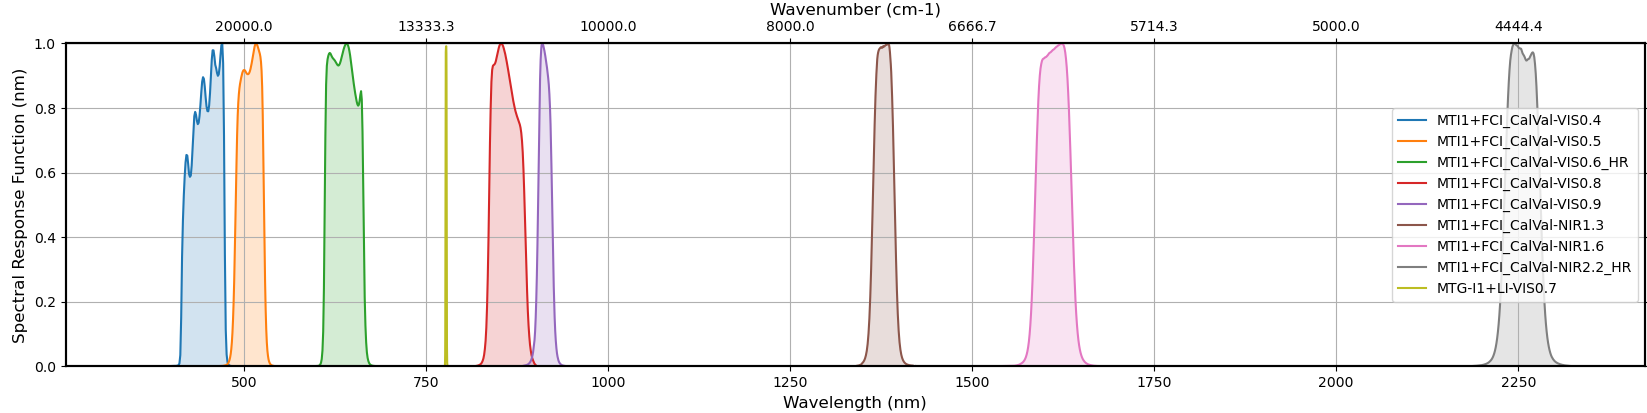 Wavenumber (cm-1)
20000.0 13333.3 10000.0 8000.0 6666.7 5714.3 5000.0 4444.4
Spectral Response Function (nm)
1.0
0.8
0.6
0.4
0.2
0.0
MTI1+FCI_CalVal-VIS0.4
MTI1+FCI_CalVal-VIS0.5
MTI1+FCI_CalVal-VIS0.6_HR
MTI1+FCI_CalVal-VIS0.8
MTI1+FCI_CalVal-VIS0.9
MTI1+FCI_CalVal-NIR1.3
MTI1+FCI_CalVal-NIR1.6
MTI1+FCI_CalVal-NIR2.2_HR
MTG-I1+LI-VIS0.7
500 750 1000 1250 1500 1750 2000 2250
Wavelength (nm)